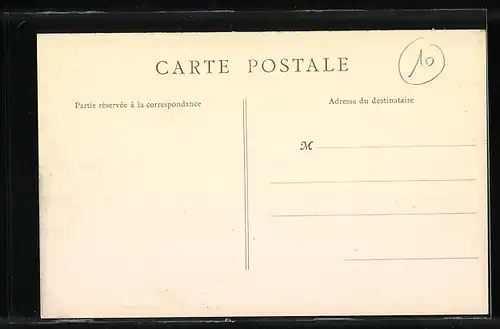 CARTE POSTALE
10
Partie réservée à la correspondance
Adresse du destinataire
M